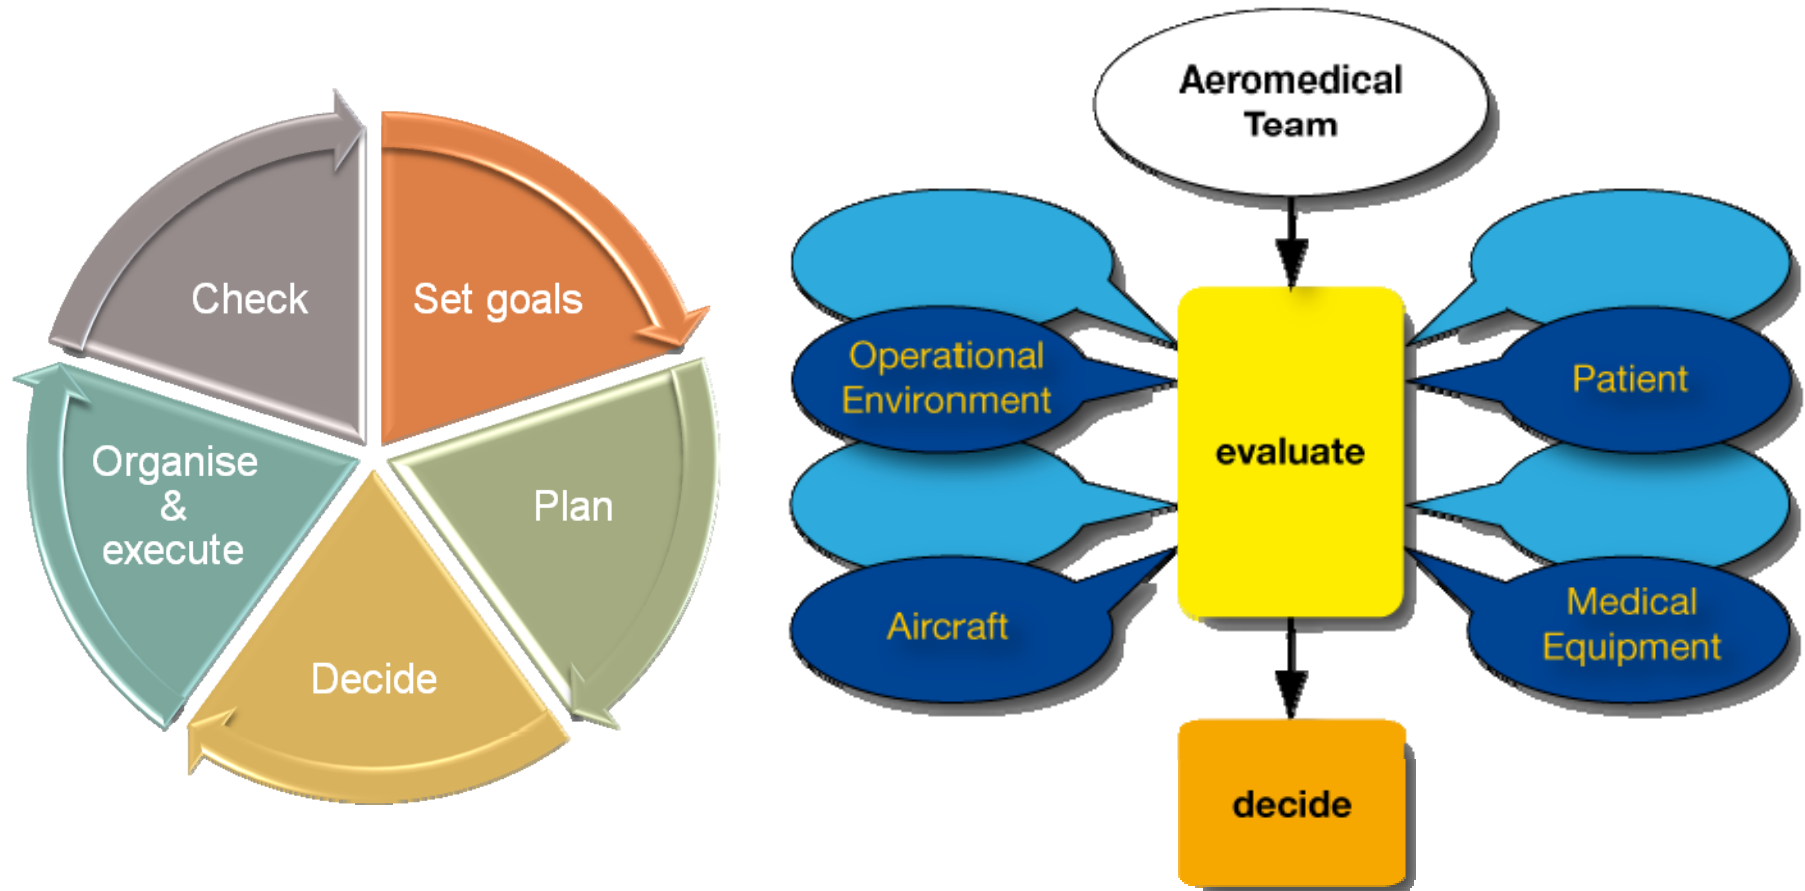 Check
Set goals
Organise
&
execute
Plan
Decide
Aeromedical
Team
Operational
Environment
Patient
evaluate
Aircraft
Medical
Equipment
decide